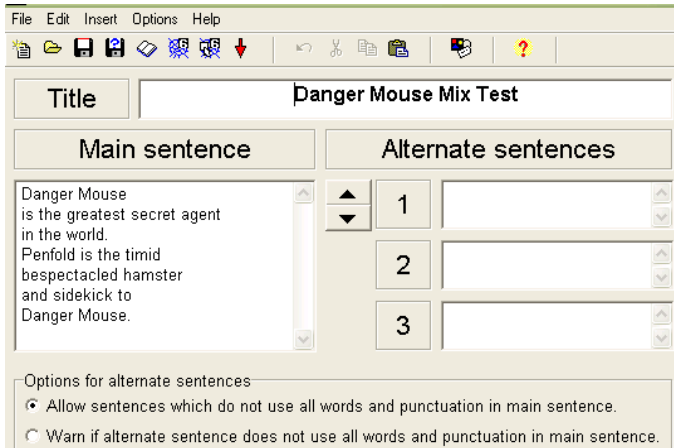 File Edit Insert Options Help
Title
Danger Mouse Mix Test
Main sentence
Alternate sentences
Danger Mouse
is the greatest secret agent
in the world.
Penfold is the timid
bespectacled hamster
and sidekick to
Danger Mouse.
1
2
3
Options for alternate sentences
Allow sentences which do not use all words and punctuation in main sentence.
Warn if alternate sentence does not use all words and punctuation in main sentence.